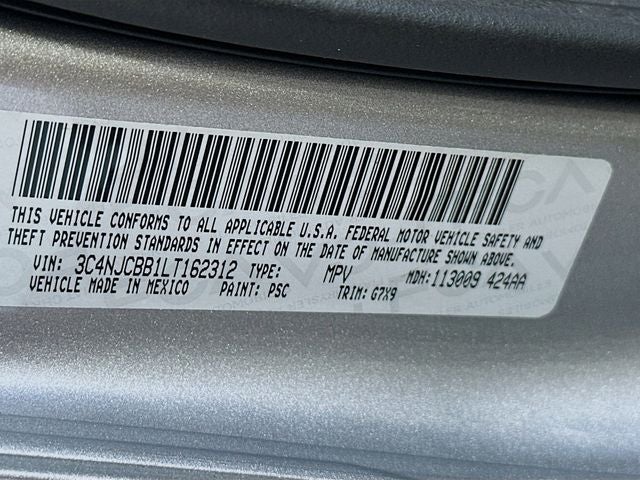 THIS VEHICLE CONFORMS TO ALL APPLICABLE U.S.A. FEDERAL MOTOR VEHICLE SAFETY AND
THEFT PREVENTION STANDARDS IN EFFECT ON THE DATE OF MANUFACTURE SHOWN ABOVE.
VIN: 3C4NJCBB1LT162312 TYPE: MPV MDH:113009 424AA
VEHICLE MADE IN MEXICO PAINT: PSC TRIM: G7X9